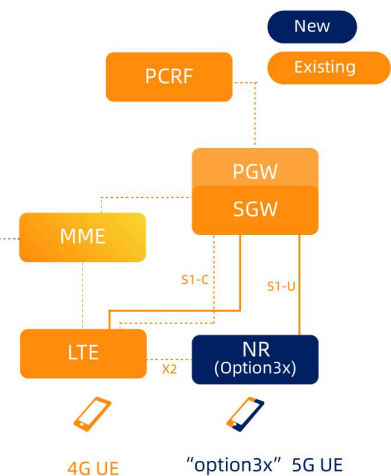 New
Existing
PCRF
PGW
SGW
MME
S1-C
S1-U
LTE
X2
NR
(Option3x)
4G UE
“option3x” 5G UE